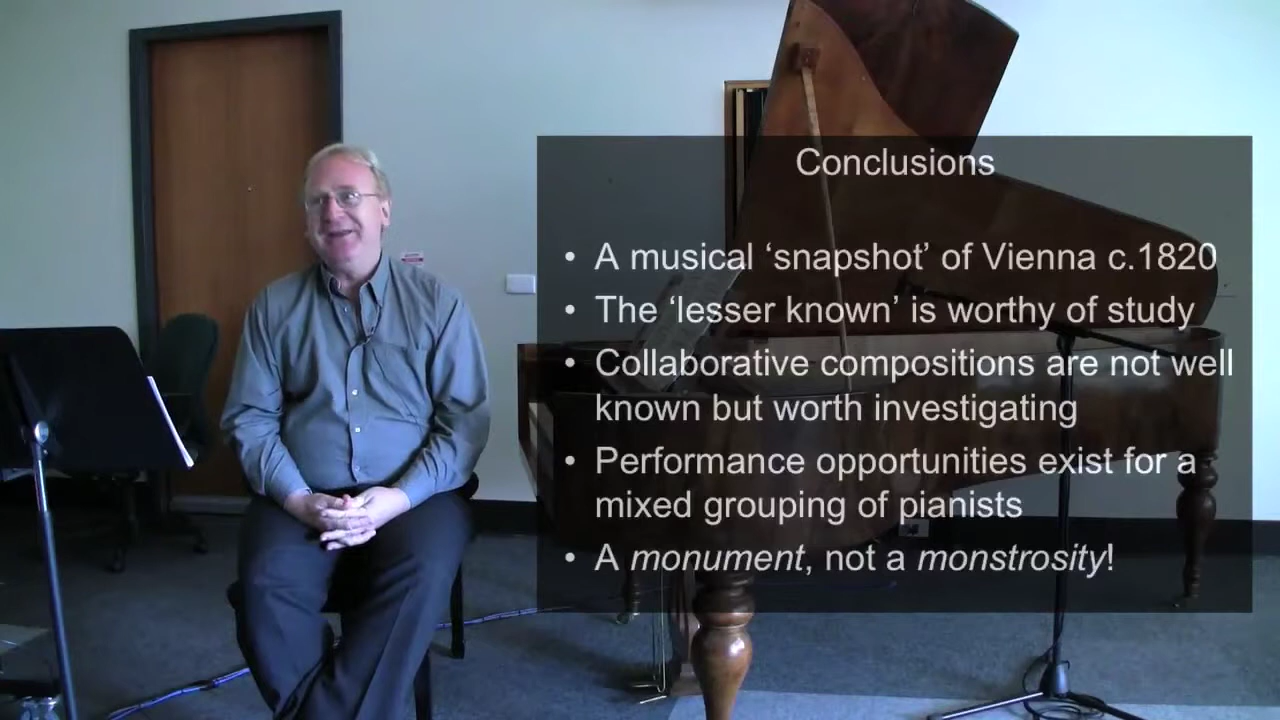 Conclusions
• A musical ‘snapshot’ of Vienna c.1820
• The ‘lesser known’ is worthy of study
• Collaborative compositions are not well
known but worth investigating
• Performance opportunities exist for a
mixed grouping of pianists
• A monument, not a monstrosity!